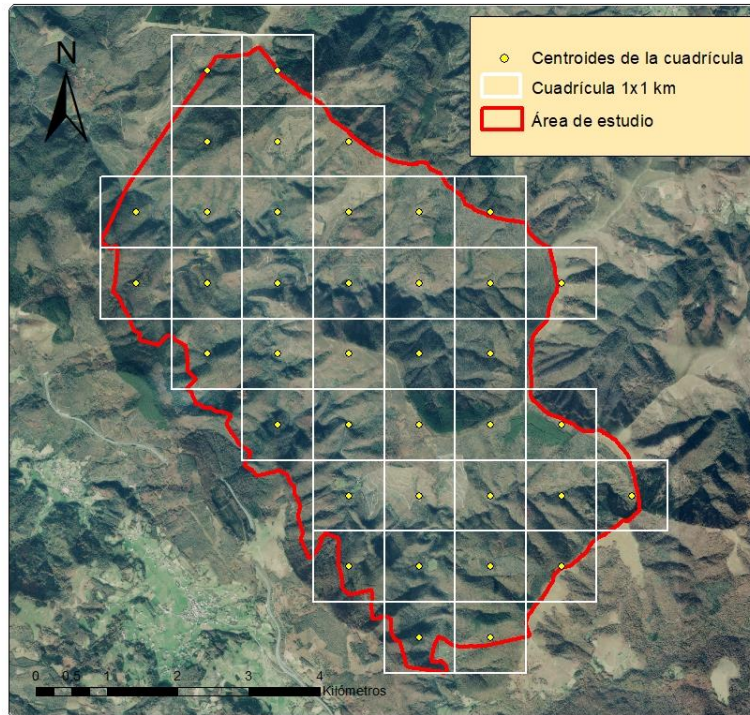 N
Centroides de la cuadrícula
Cuadrícula 1x1 km
Área de estudio
0 0,5 1 2 3 4
Kilómetros